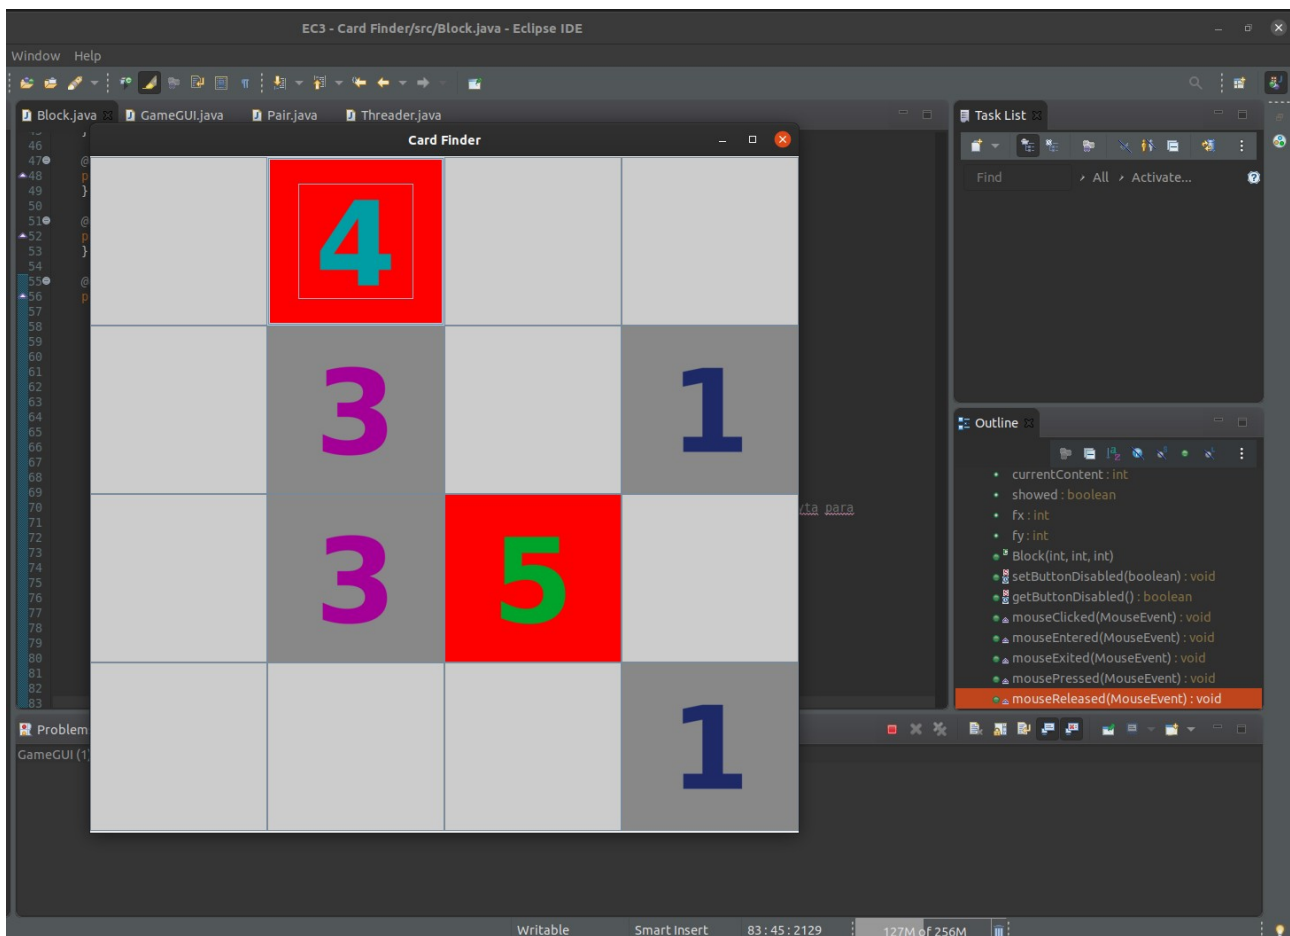 EC3 - Card Finder/src/Block.java - Eclipse IDE
Window Help
Block.java GameGUI.java Pair.java Threader.java
Task List
Card Finder
Find All Activate...
45
46
47 @
48 p
49 }
50
51 @
52 p
53 }
54
55 @
56 p
57
58
59
60
61
62
63
64
65
66
67
68
69
70 para
71
72
73
74
75
76
77
78
79
80
81
82
83
4
3 1
3 5
1
Outline
currentContent : int
showed : boolean
fx : int
fy : int
Block(int, int, int)
setButtonDisabled(boolean) : void
getButtonDisabled() : boolean
mouseClicked(MouseEvent) : void
mouseEntered(MouseEvent) : void
mouseExited(MouseEvent) : void
mousePressed(MouseEvent) : void
mouseReleased(MouseEvent) : void
Problem
GameGUI (1)
Writable Smart Insert 83 : 45 : 2129 127M of 256M